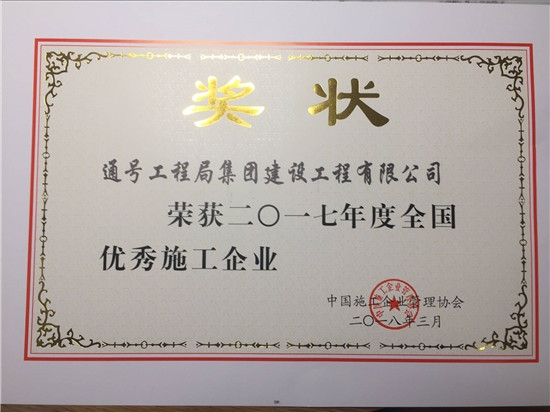 奖状
通号工程局集团建设工程有限公司
荣获二〇一七年度全国
优秀施工企业
中国施工企业管理协会
二〇一八年三月